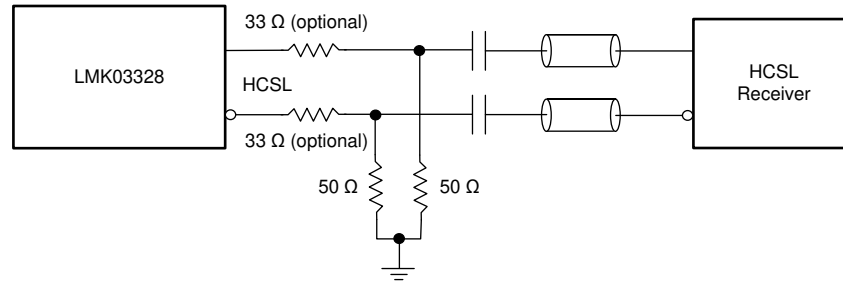 33 Ω (optional)
LMK03328
HCSL
33 Ω (optional)
50 Ω
50 Ω
HCSL
Receiver